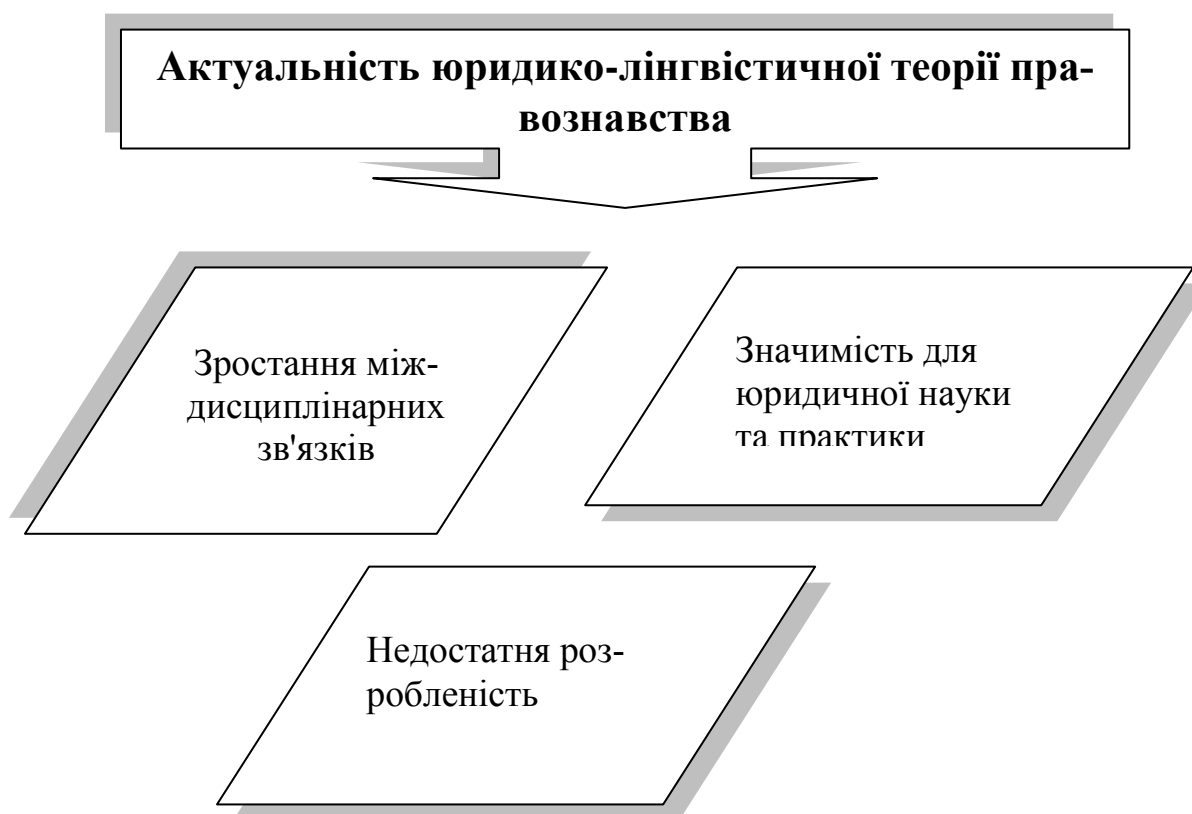 Актуальність юридико-лінгвістичної теорії пра-
вознавства
Зростання між-
дисциплінарних
зв'язків
Значимість для
юридичної науки
та практики
Недостатня роз-
робленість